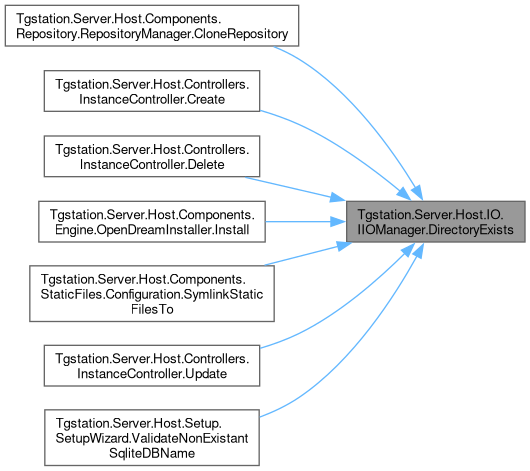 Tgstation.Server.Host.Components.
Repository.RepositoryManager.CloneRepository
Tgstation.Server.Host.Controllers.
InstanceController.Create
Tgstation.Server.Host.Controllers.
InstanceController.Delete
Tgstation.Server.Host.Components.
Engine.OpenDreamInstaller.Install
Tgstation.Server.Host.Components.
StaticFiles.Configuration.SymlinkStatic
FilesTo
Tgstation.Server.Host.Controllers.
InstanceController.Update
Tgstation.Server.Host.Setup.
SetupWizard.ValidateNonExistant
SqliteDBName
Tgstation.Server.Host.IO.
IIOManager.DirectoryExists